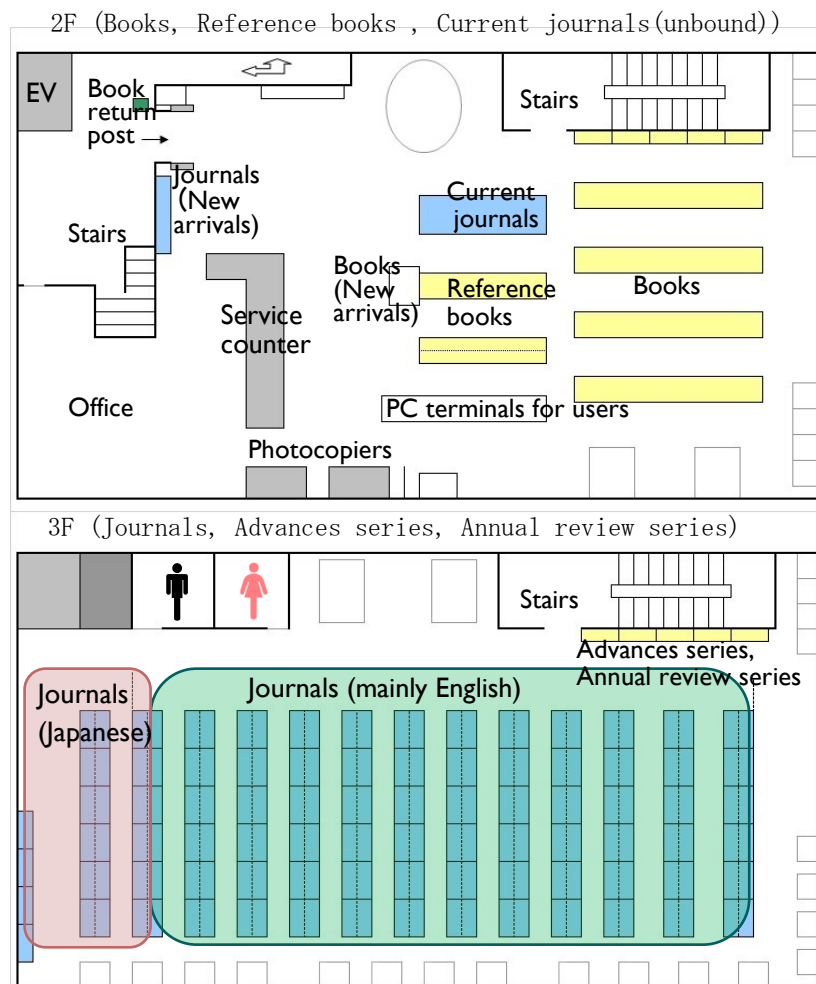 2F (Books, Reference books , Current journals(unbound))
EV
Book
return
post
Stairs
Journals
(New
arrivals)
Current
journals
Stairs
Books
(New
arrivals)
Reference
books
Books
Service
counter
Office
PC terminals for users
Photocopiers
3F (Journals, Advances series, Annual review series)
Stairs
Advances series,
Annual review series
Journals
(Japanese)
Journals (mainly English)